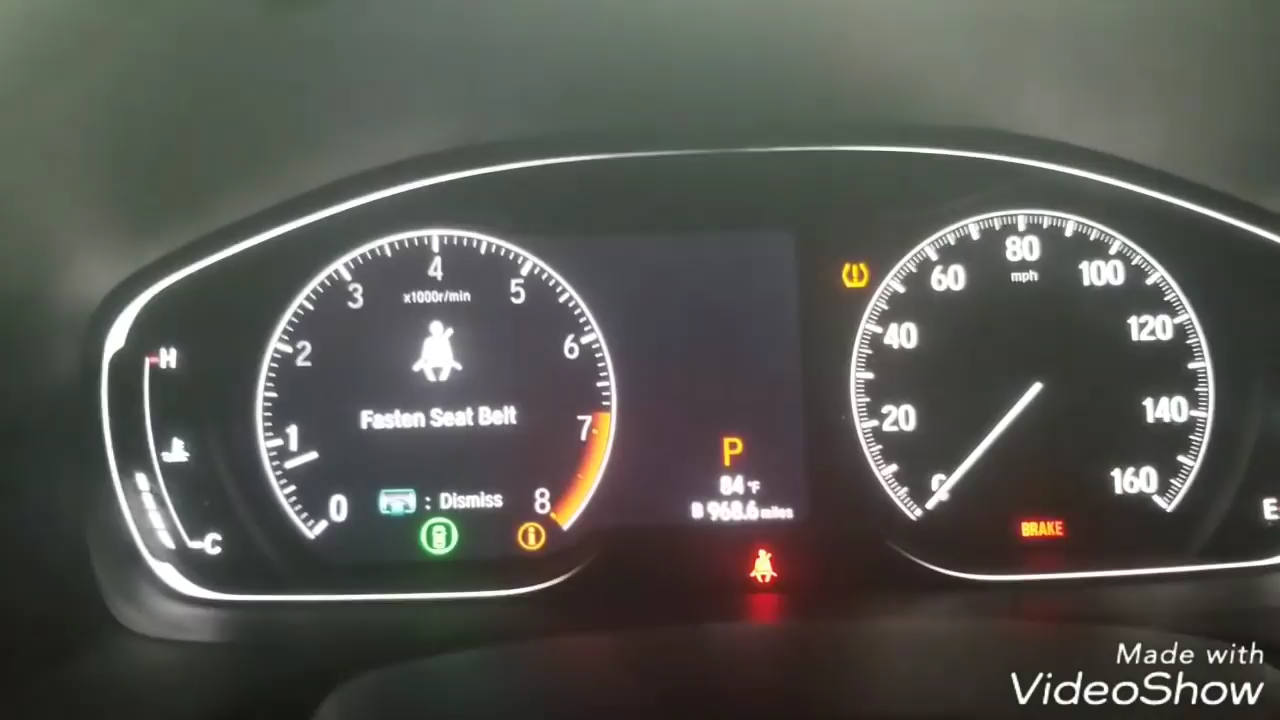 4
3
5
x1000r/min
2
6
Fasten Seat Belt
1
7
: Dismiss
0
8
H
C
P
84°F
B 968.6 miles
80
mph
60
100
40
120
20
140
160
BRAKE
E
Made with
VideoShow